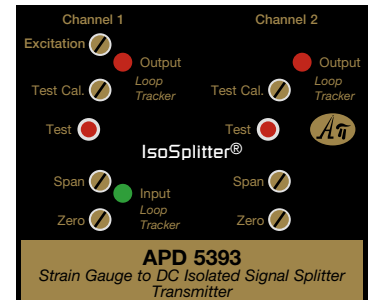 Channel 1 Channel 2
Excitation
Output Output
Loop Loop
Test Cal. Tracker Test Cal. Tracker
Test Test Aπ
IsoSplitter®
Span Input Span
Loop
Zero Tracker Zero
APD 5393
Strain Gauge to DC Isolated Signal Splitter
Transmitter